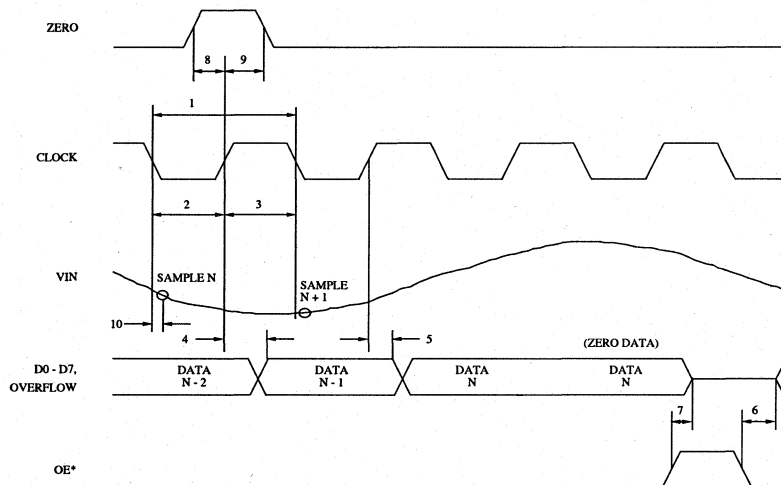 ZERO
8 9
1
CLOCK
2 3
VIN
SAMPLE N
SAMPLE
N + 1
10
4 5
(ZERO DATA)
D0 - D7,
OVERFLOW
DATA
N - 2
DATA
N - 1
DATA
N
DATA
N
7 6
OE*